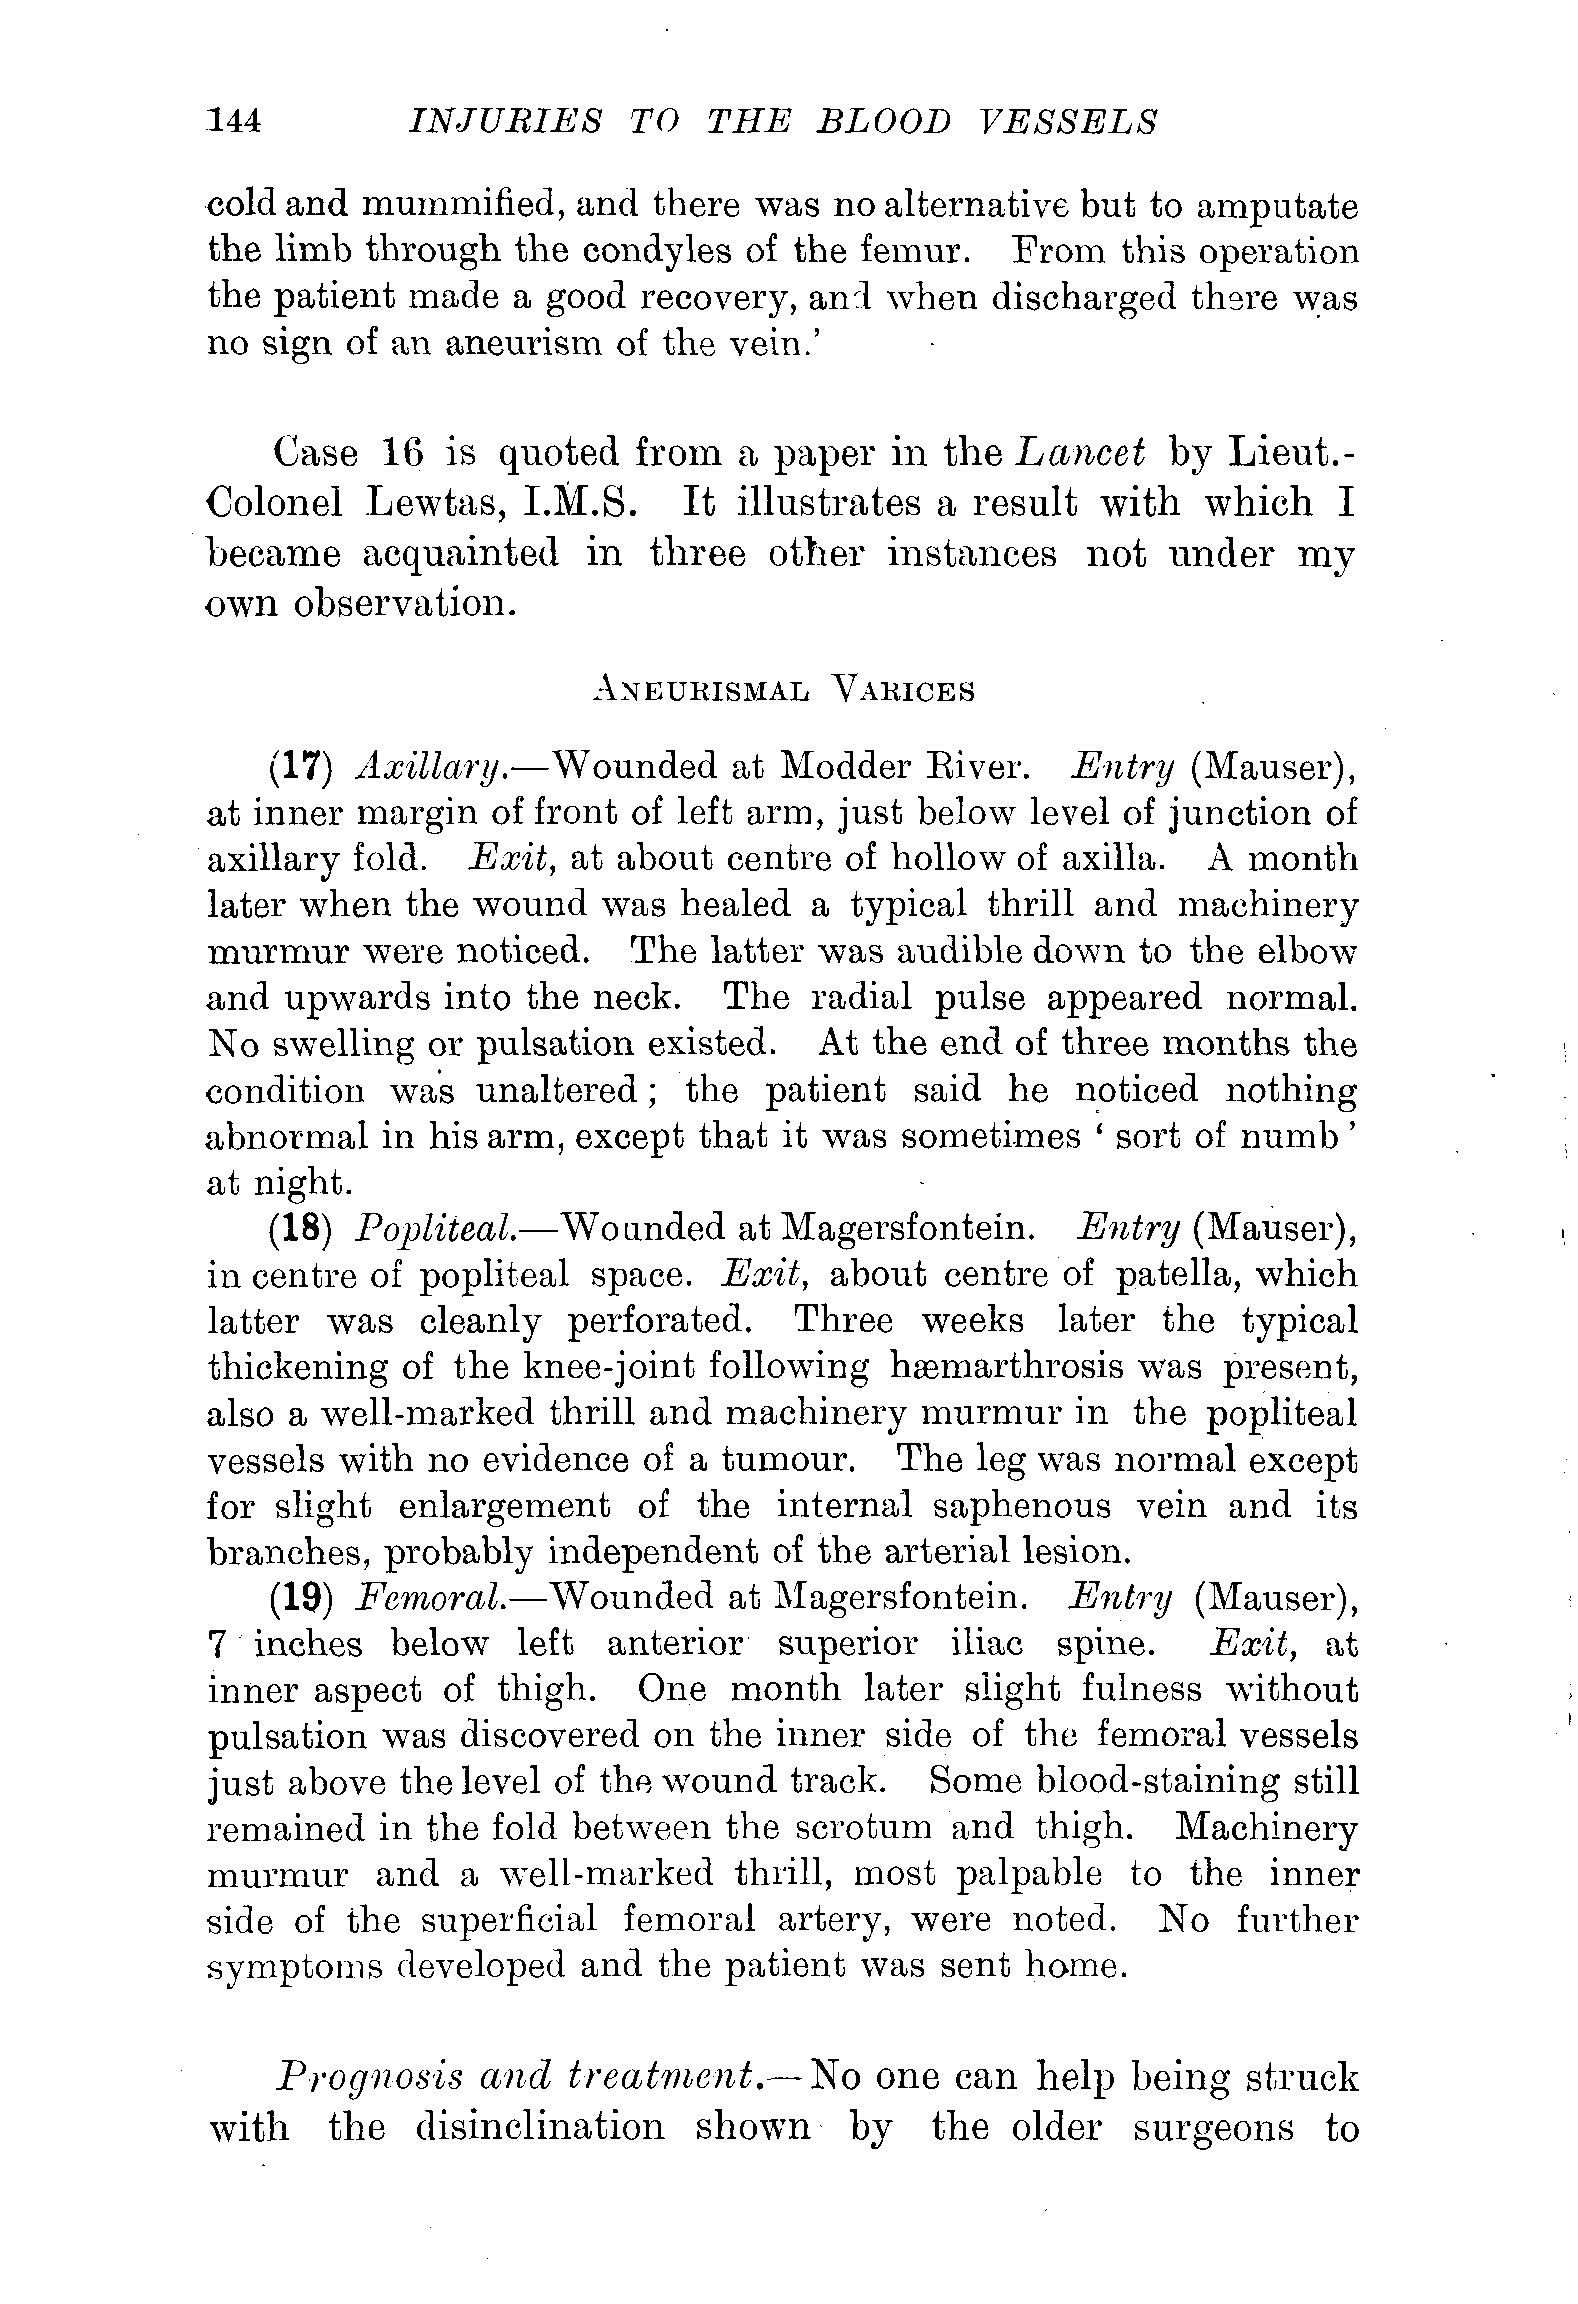 144 INJURIES TO THE BLOOD VESSELS
cold and mummified, and there was no alternative but to amputate
the limb through the condyles of the femur. From this operation
the patient made a good recovery, and when discharged there was
no sign of an aneurism of the vein.'
Case 16 is quoted from a paper in the Lancet by Lieut.-
Colonel Lewtas, I.M.S. It illustrates a result with which I
became acquainted in three other instances not under my
own observation.
ANEURISMAL VARICES
(17) Axillary.—Wounded at Modder River. Entry (Mauser),
at inner margin of front of left arm, just below level of junction of
axillary fold. Exit, at about centre of hollow of axilla. A month
later when the wound was healed a typical thrill and machinery
murmur were noticed. The latter was audible down to the elbow
and upwards into the neck. The radial pulse appeared normal.
No swelling or pulsation existed. At the end of three months the
condition was unaltered; the patient said he noticed nothing
abnormal in his arm, except that it was sometimes 'sort of numb'
at night.
(18) Popliteal.—Wounded at Magersfontein. Entry (Mauser),
in centre of popliteal space. Exit, about centre of patella, which
latter was cleanly perforated. Three weeks later the typical
thickening of the knee-joint following hæmarthrosis was present,
also a well-marked thrill and machinery murmur in the popliteal
vessels with no evidence of a tumour. The leg was normal except
for slight enlargement of the internal saphenous vein and its
branches, probably independent of the arterial lesion.
(19) Femoral.—Wounded at Magersfontein. Entry (Mauser),
7 inches below left anterior superior iliac spine. Exit, at
inner aspect of thigh. One month later slight fulness without
pulsation was discovered on the inner side of the femoral vessels
just above the level of the wound track. Some blood-staining still
remained in the fold between the scrotum and thigh. Machinery
murmur and a well-marked thrill, most palpable to the inner
side of the superficial femoral artery, were noted. No further
symptoms developed and the patient was sent home.
Prognosis and treatment.—No one can help being struck
with the disinclination shown by the older surgeons to